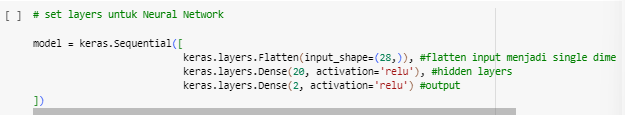 [ ] # set layers untuk Neural Network
model = keras.Sequential([
keras.layers.Flatten(input_shape=(28,)), #flatten input menjadi single dime
keras.layers.Dense(20, activation='relu'), #hidden layers
keras.layers.Dense(2, activation='relu') #output
])